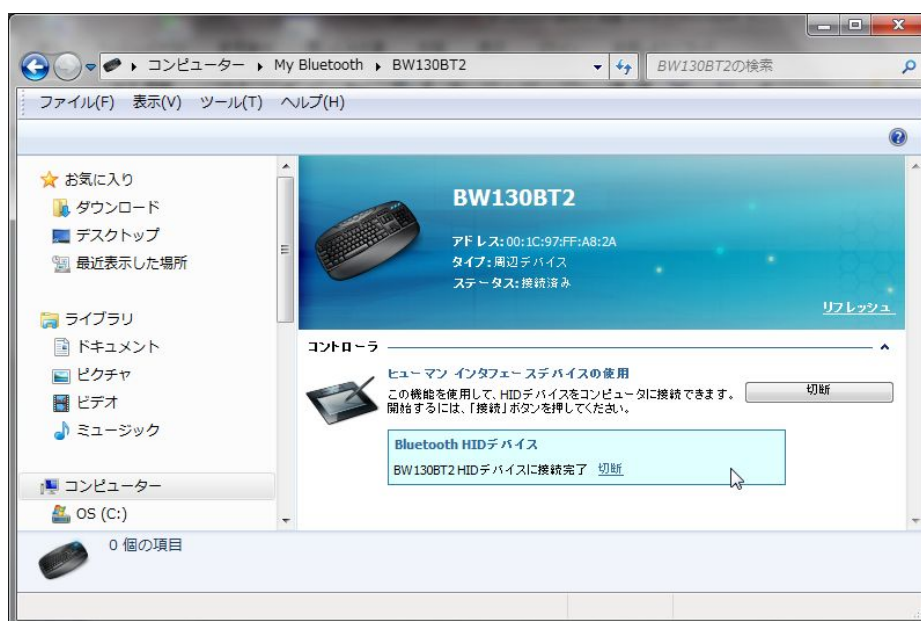 コンピューター
My Bluetooth
BW130BT2
BW130BT2の検索
ファイル(F) 表示(V) ツール(T) ヘルプ(H)
お気に入り
ダウンロード
デスクトップ
最近表示した場所
ライブラリ
ドキュメント
ピクチャ
ビデオ
ミュージック
コンピューター
OS (C:)
BW130BT2
アドレス:00:1C:97:FF:A8:2A
タイプ:周辺デバイス
ステータス:接続済み
リフレッシュ
コントローラ
ヒューマン インタフェースデバイスの使用
この機能を使用して、HIDデバイスをコンピュータに接続できます。
開始するには、「接続」ボタンを押してください。
切断
Bluetooth HIDデバイス
BW130BT2 HIDデバイスに接続完了 切断
0 個の項目